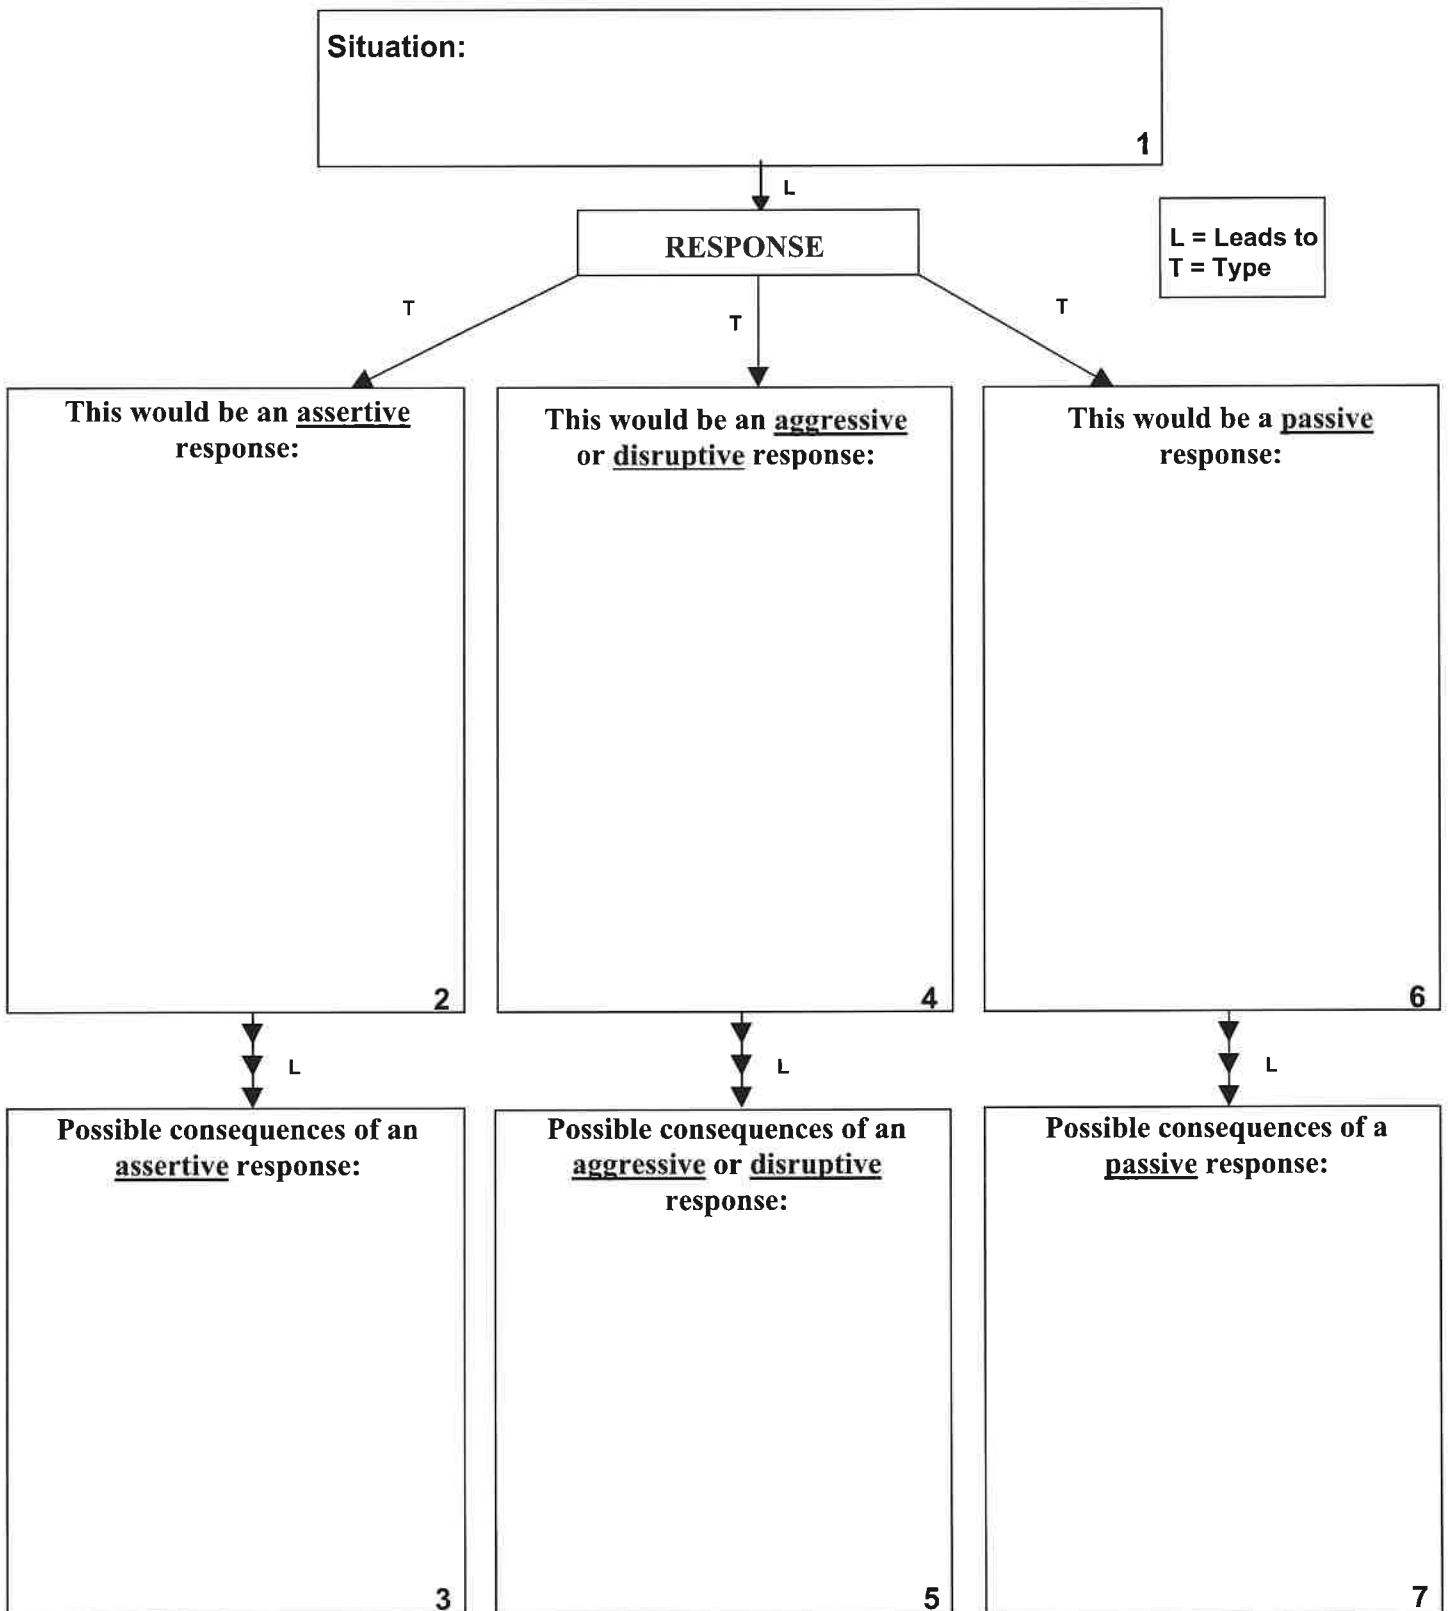 Situation:
1
L
RESPONSE
L = Leads to
T = Type
T
T
T
This would be an assertive
response:
2
This would be an aggressive
or disruptive response:
4
This would be a passive
response:
6
L
L
L
Possible consequences of an
assertive response:
3
Possible consequences of an
aggressive or disruptive
response:
5
Possible consequences of a
passive response:
7